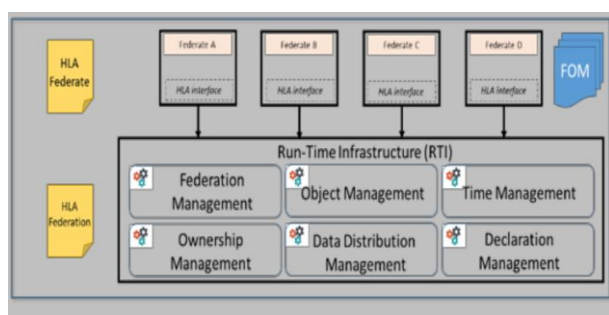 HLA
Federate
Federate A
Federate B
Federate C
Federate D
HLA interface
HLA interface
HLA interface
HLA interface
FOM
Run-Time Infrastructure (RTI)
HLA
Federation
Federation
Management
Object Management
Time Management
Ownership
Management
Data Distribution
Management
Declaration
Management